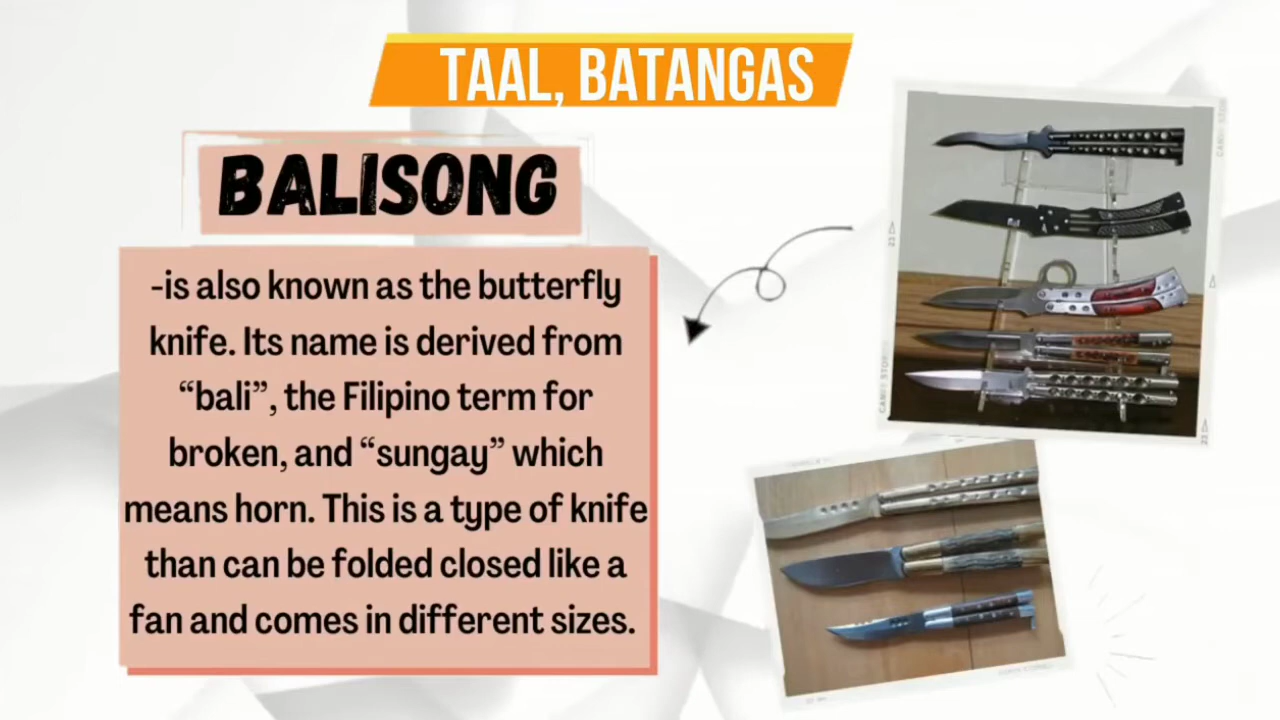 TAAL, BATANGAS
BALISONG
-is also known as the butterfly
knife. Its name is derived from
“bali”, the Filipino term for
broken, and “sungay” which
means horn. This is a type of knife
than can be folded closed like a
fan and comes in different sizes.
23
23